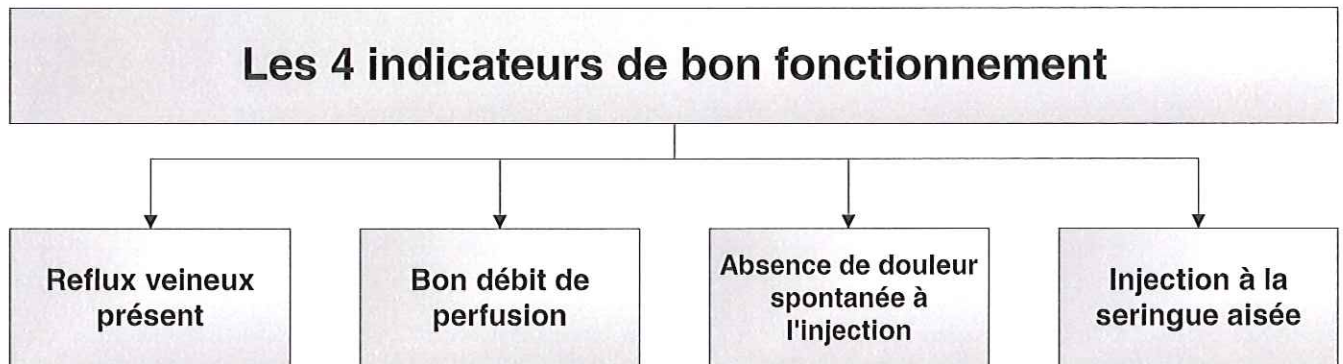 Les 4 indicateurs de bon fonctionnement
Reflux veineux
présent
Bon débit de
perfusion
Absence de douleur
spontanée à
l'injection
Injection à la
seringue aisée